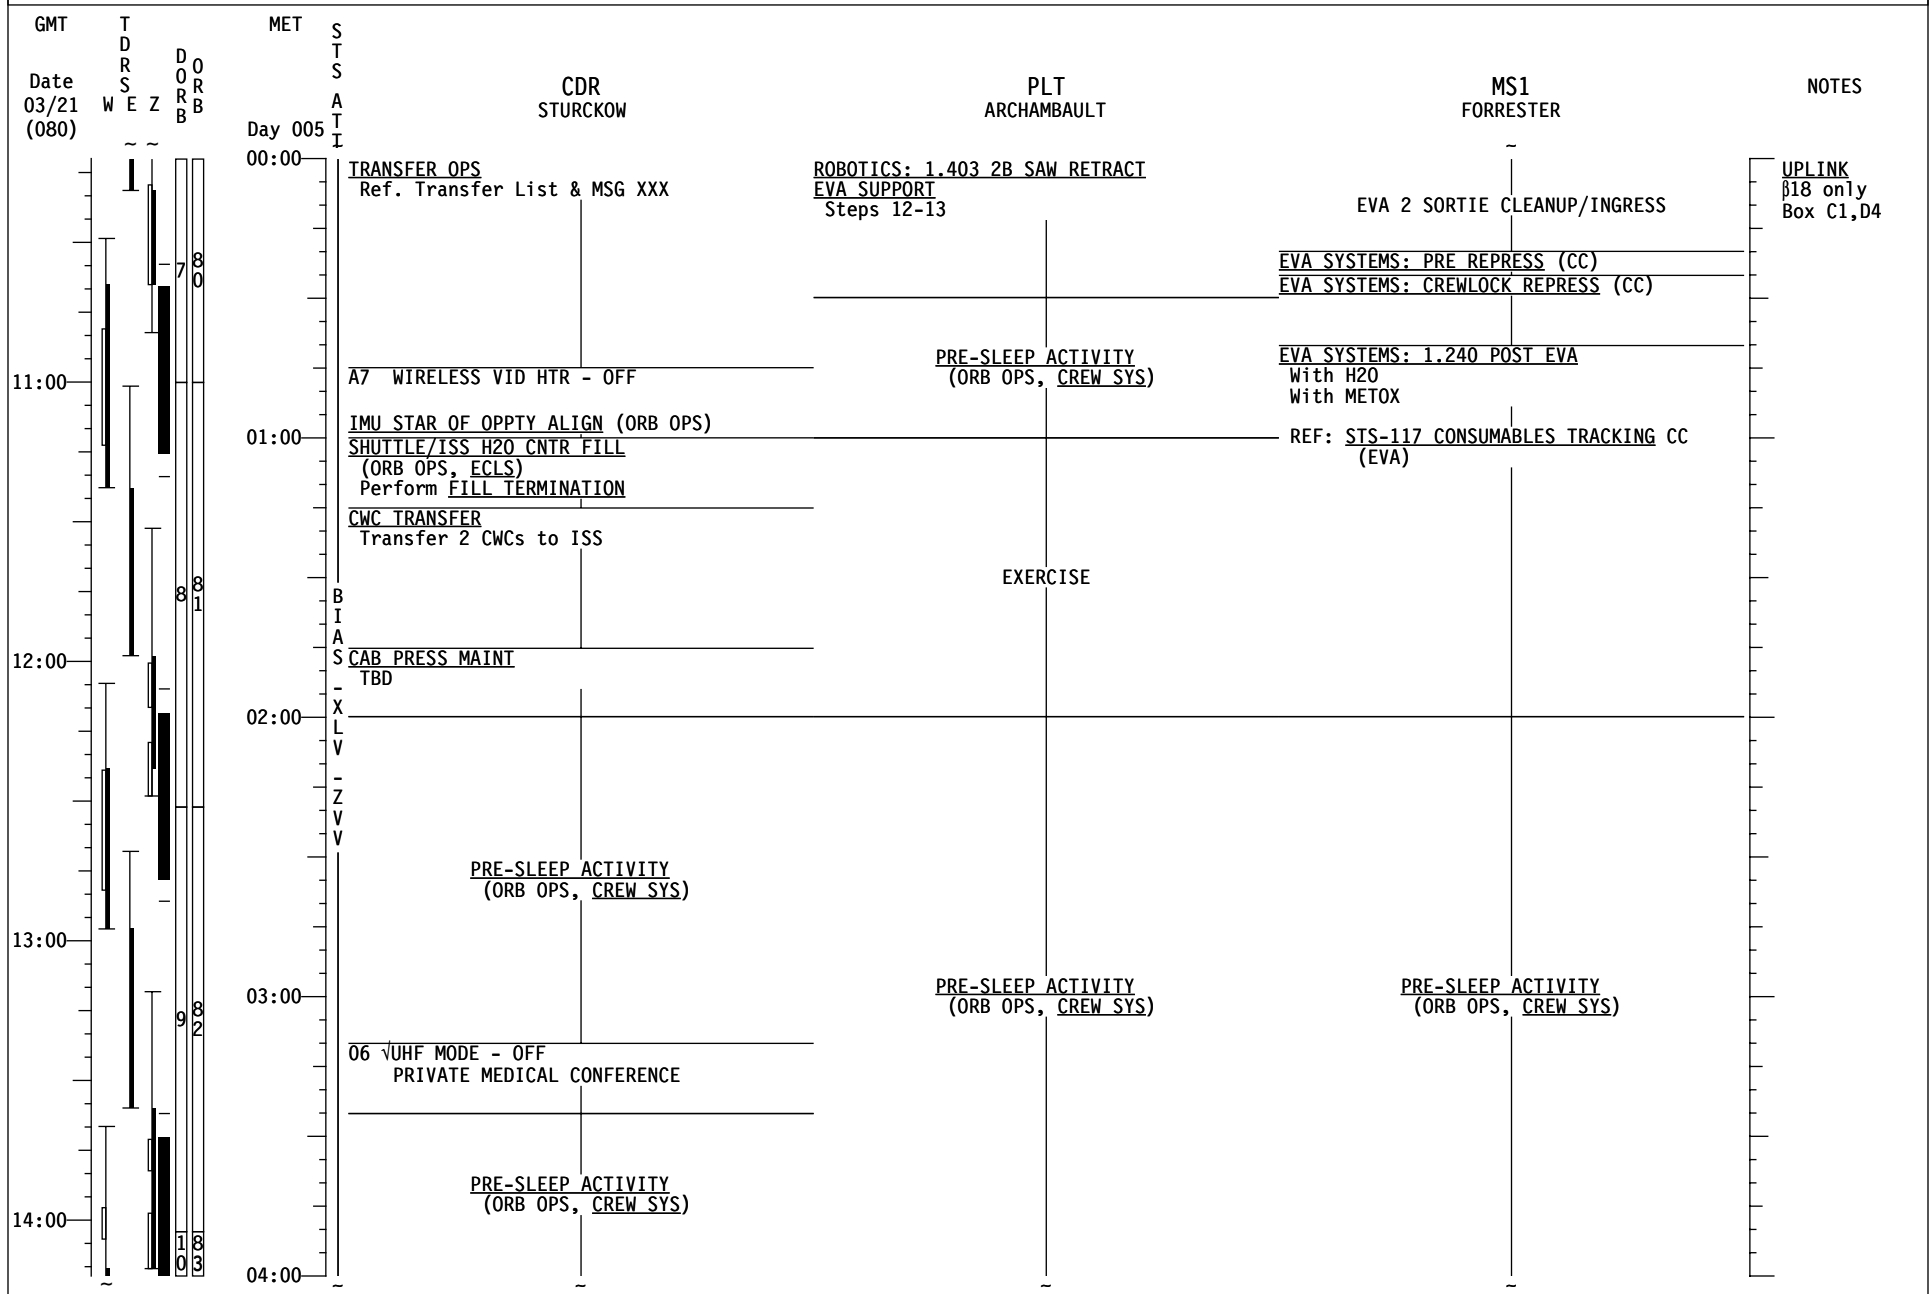 GMT
Date
03/21
(080)
TDRS
W E Z
DORB
ORB
MET
Day 005
STS ATT
CDR
STURCKOW
PLT
ARCHAMBAULT
MS1
FORRESTER
NOTES
~ ~
~
00:00
TRANSFER OPS
Ref. Transfer List & MSG XXX
ROBOTICS: 1.403 2B SAW RETRACT
EVA SUPPORT
Steps 12-13
EVA 2 SORTIE CLEANUP/INGRESS
UPLINK
β18 only
Box C1,D4
7
80
EVA SYSTEMS: PRE REPRESS (CC)
EVA SYSTEMS: CREWLOCK REPRESS (CC)
PRE-SLEEP ACTIVITY
(ORB OPS, CREW SYS)
EVA SYSTEMS: 1.240 POST EVA
With H2O
With METOX
11:00
A7 WIRELESS VID HTR - OFF
IMU STAR OF OPPTY ALIGN (ORB OPS)
01:00
SHUTTLE/ISS H2O CNTR FILL
(ORB OPS, ECLS)
Perform FILL TERMINATION
REF: STS-117 CONSUMABLES TRACKING CC
(EVA)
CWC TRANSFER
Transfer 2 CWCs to ISS
EXERCISE
8
81
BIAS -XLV -ZVV
12:00
CAB PRESS MAINT
TBD
02:00
PRE-SLEEP ACTIVITY
(ORB OPS, CREW SYS)
13:00
03:00
PRE-SLEEP ACTIVITY
(ORB OPS, CREW SYS)
PRE-SLEEP ACTIVITY
(ORB OPS, CREW SYS)
9
82
O6 √UHF MODE - OFF
PRIVATE MEDICAL CONFERENCE
PRE-SLEEP ACTIVITY
(ORB OPS, CREW SYS)
14:00
10
83
04:00
~ ~ ~ ~ ~